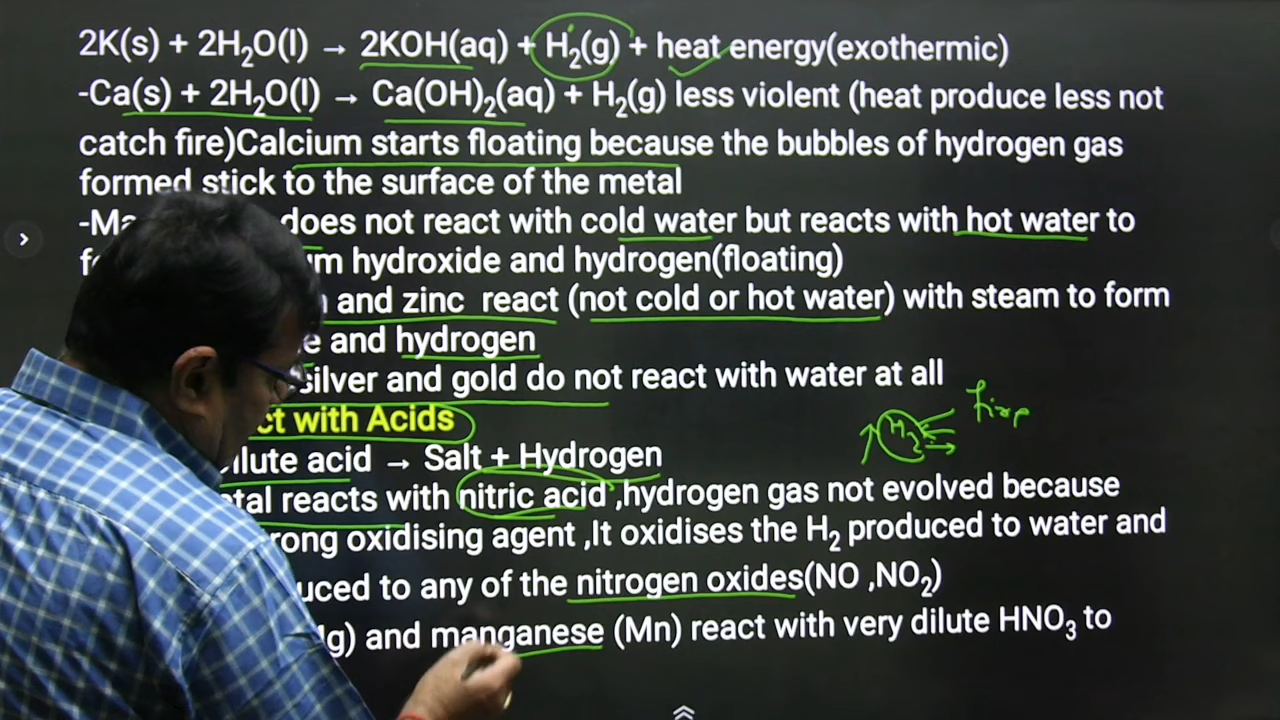 2K(s) + 2H₂O(l) → 2KOH(aq) + H₂(g) + heat energy(exothermic)
-Ca(s) + 2H₂O(l) → Ca(OH)₂(aq) + H₂(g) less violent (heat produce less not
catch fire)Calcium starts floating because the bubbles of hydrogen gas
formed stick to the surface of the metal
does not react with cold water but reacts with hot water to
hydroxide and hydrogen(floating)
and zinc react (not cold or hot water) with steam to form
and hydrogen
silver and gold do not react with water at all
with Acids
acid → Salt + Hydrogen
H₂
reacts with nitric acid ,hydrogen gas not evolved because
oxidising agent ,It oxidises the H₂ produced to water and
to any of the nitrogen oxides(NO ,NO₂)
and manganese (Mn) react with very dilute HNO₃ to